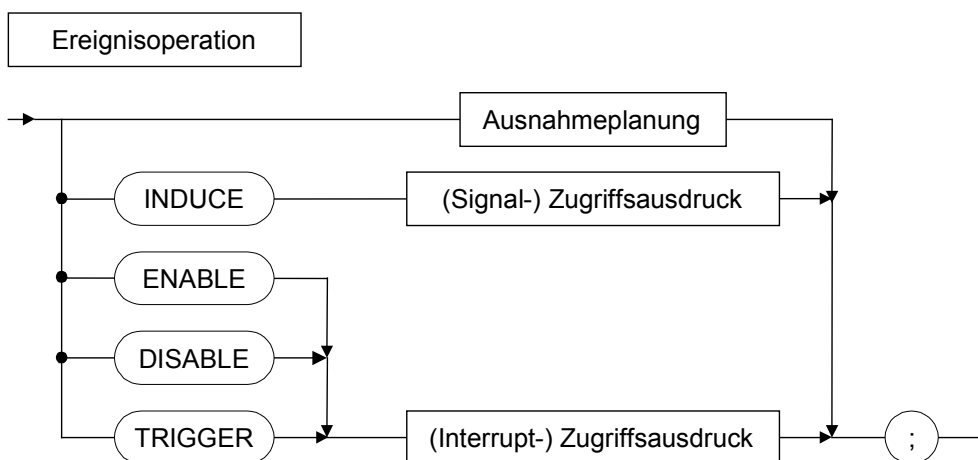 Ereignisoperation
Ausnahmeplanung
INDUCE
(Signal-) Zugriffsausdruck
ENABLE
DISABLE
TRIGGER
(Interrupt-) Zugriffsausdruck
;